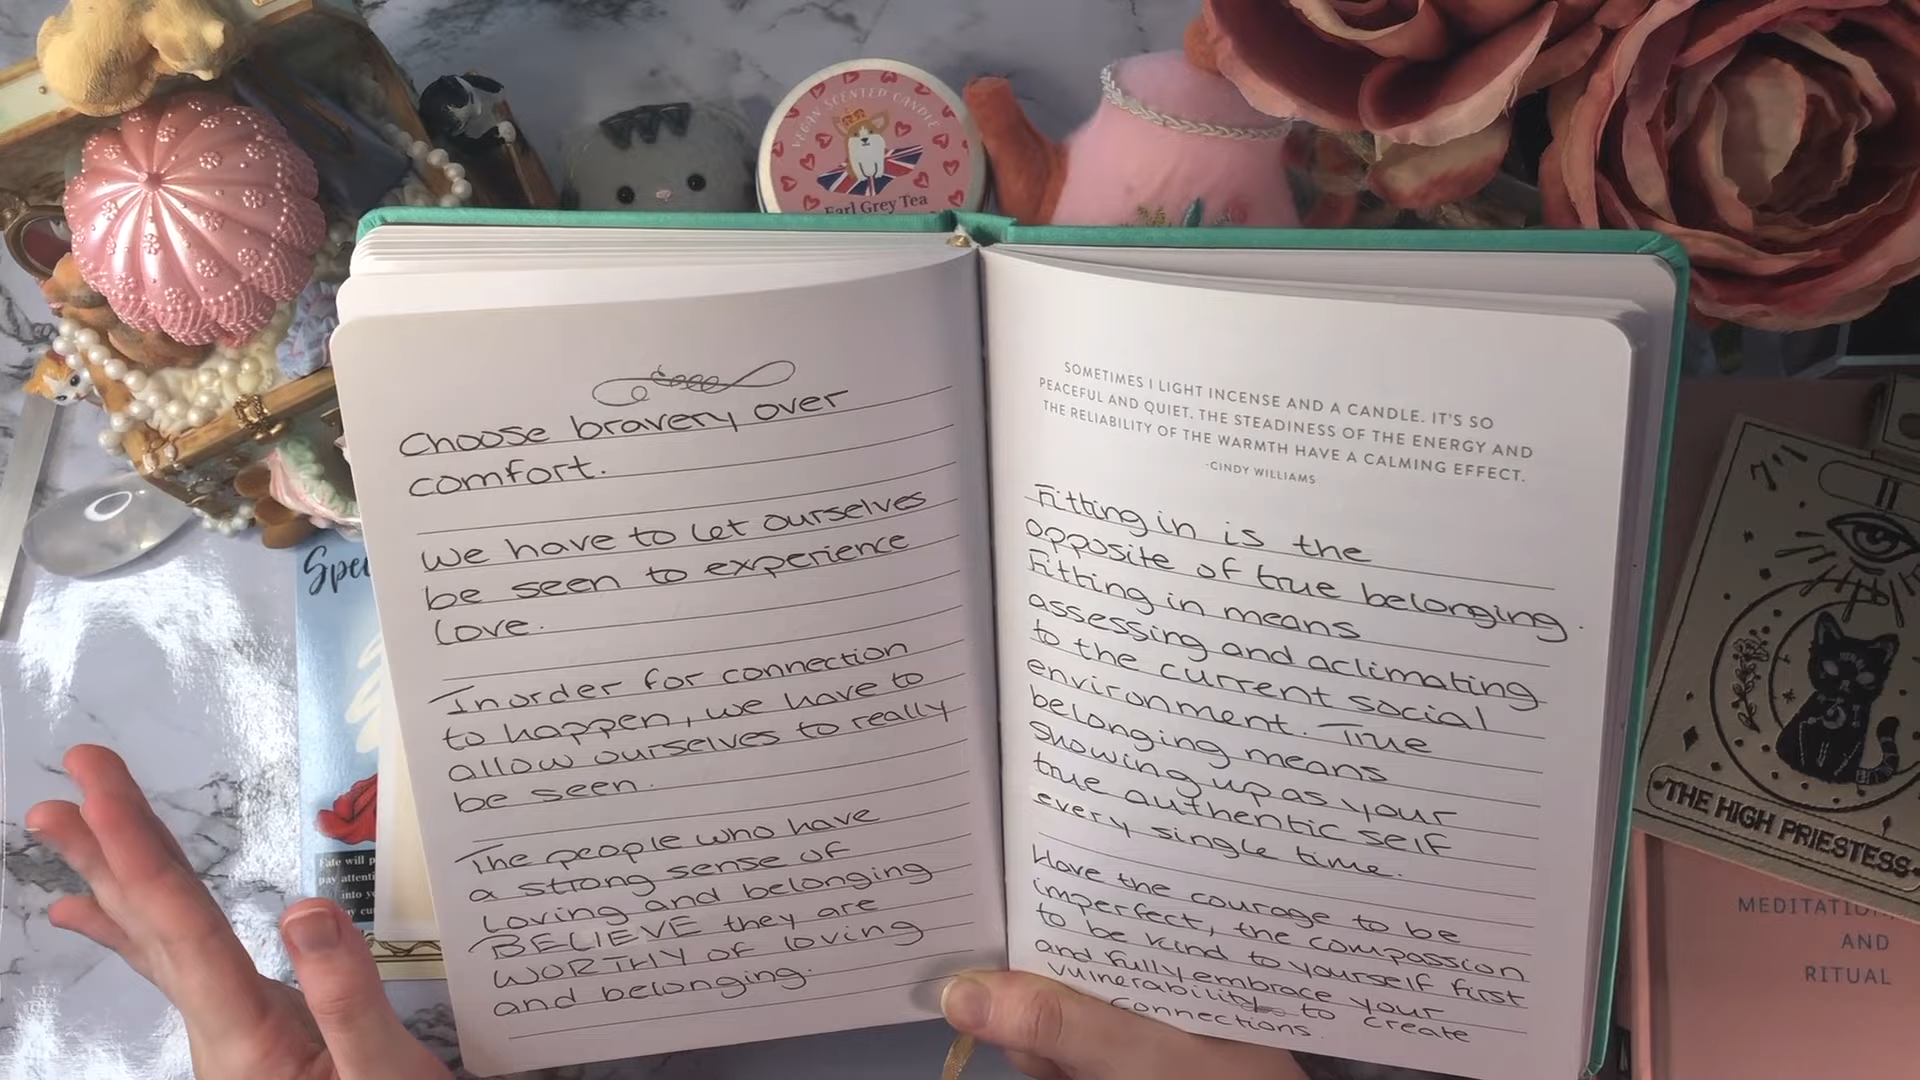 VEGAN SCENTED CANDLE
Earl Grey Tea
Choose bravery over
comfort.
We have to let ourselves
be seen to experience
love.
In order for connection
to happen, we have to
allow ourselves to really
be seen.
The people who have
a strong sense of
loving and belonging
BELIEVE they are
WORTHY of loving
and belonging.
SOMETIMES I LIGHT INCENSE AND A CANDLE. IT'S SO
PEACEFUL AND QUIET. THE STEADINESS OF THE ENERGY AND
THE RELIABILITY OF THE WARMTH HAVE A CALMING EFFECT.
-CINDY WILLIAMS
Fitting in is the
opposite of true belonging.
Fitting in means
assessing and aclimating
to the current social
environment. True
belonging means
showing up as your
true authentic self
every single time.
Have the courage to be
imperfect, the compassion
to be kind to yourself first
and fully embrace your
vulnerability to create
connections.
Fate will
pay
into
II
THE HIGH PRIESTESS
MEDITATION
AND
RITUAL